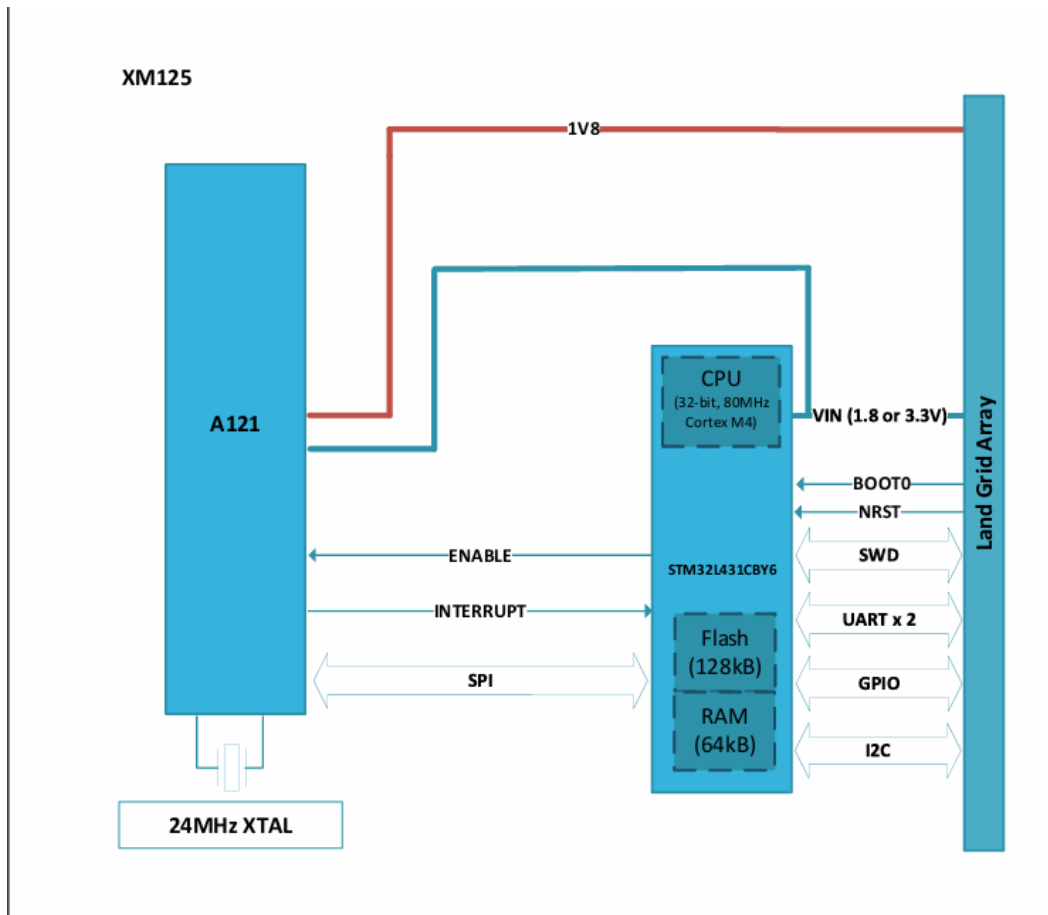 XM125
1V8
A121
CPU
(32-bit, 80MHz
Cortex M4)
VIN (1.8 or 3.3V)
BOOT0
NRST
SWD
ENABLE
STM32L431CBY6
INTERRUPT
UART x 2
Flash
(128kB)
SPI
GPIO
RAM
(64kB)
I2C
24MHz XTAL
Land Grid Array